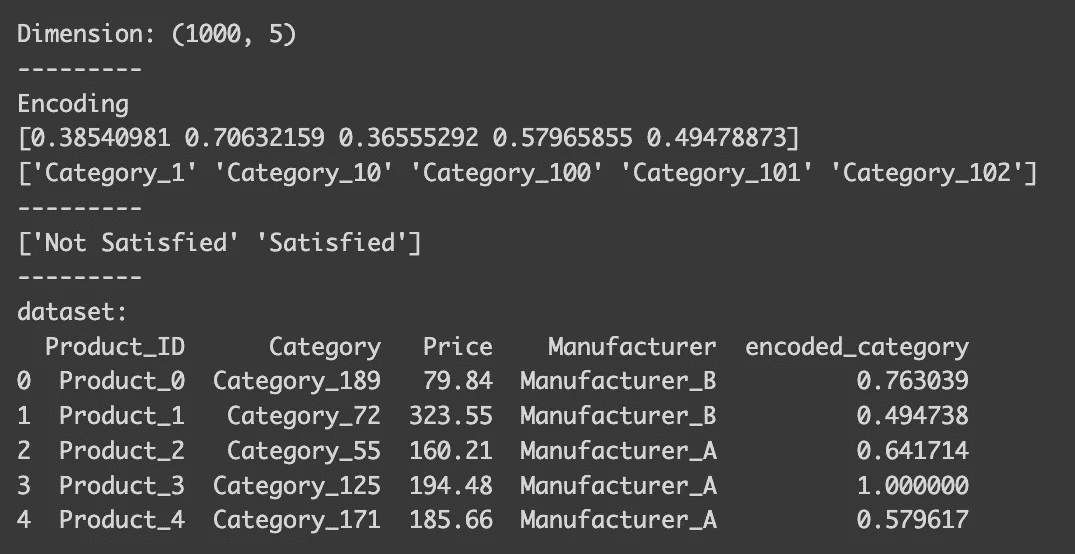 Dimension: (1000, 5)
---------
Encoding
[0.38540981 0.70632159 0.36555292 0.57965855 0.49478873]
['Category_1' 'Category_10' 'Category_100' 'Category_101' 'Category_102']
---------
['Not Satisfied' 'Satisfied']
---------
dataset:
Product_ID Category Price Manufacturer encoded_category
0 Product_0 Category_189 79.84 Manufacturer_B 0.763039
1 Product_1 Category_72 323.55 Manufacturer_B 0.494738
2 Product_2 Category_55 160.21 Manufacturer_A 0.641714
3 Product_3 Category_125 194.48 Manufacturer_A 1.000000
4 Product_4 Category_171 185.66 Manufacturer_A 0.579617